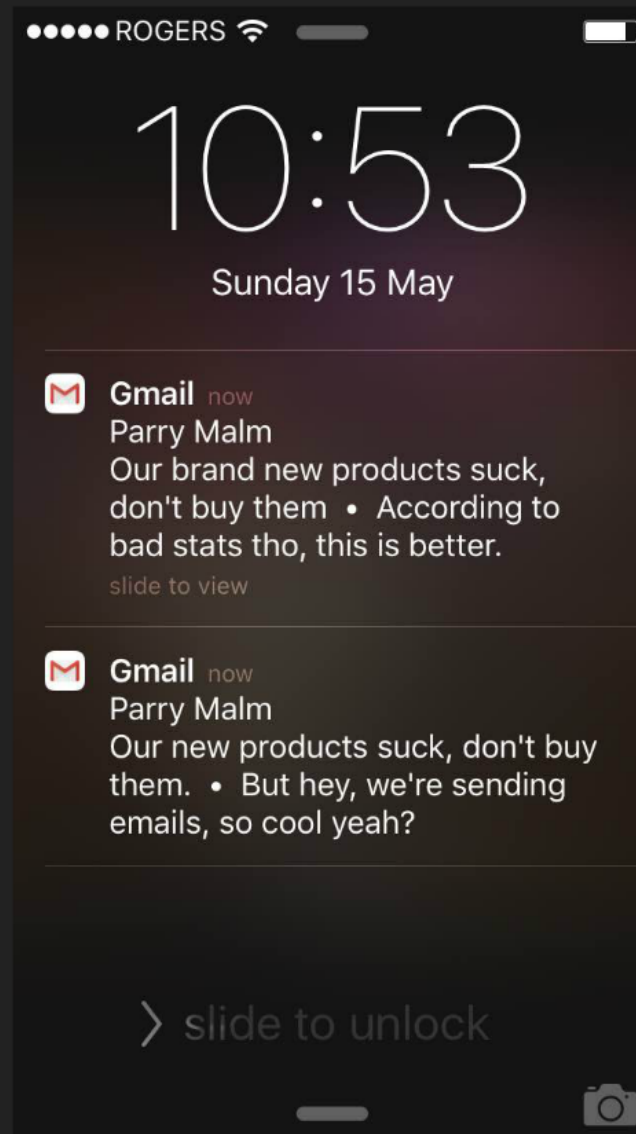 ROGERS
10:53
Sunday 15 May
Gmail now
Parry Malm
Our brand new products suck,
don't buy them • According to
bad stats tho, this is better.
slide to view
Gmail now
Parry Malm
Our new products suck, don't buy
them. • But hey, we're sending
emails, so cool yeah?
slide to unlock